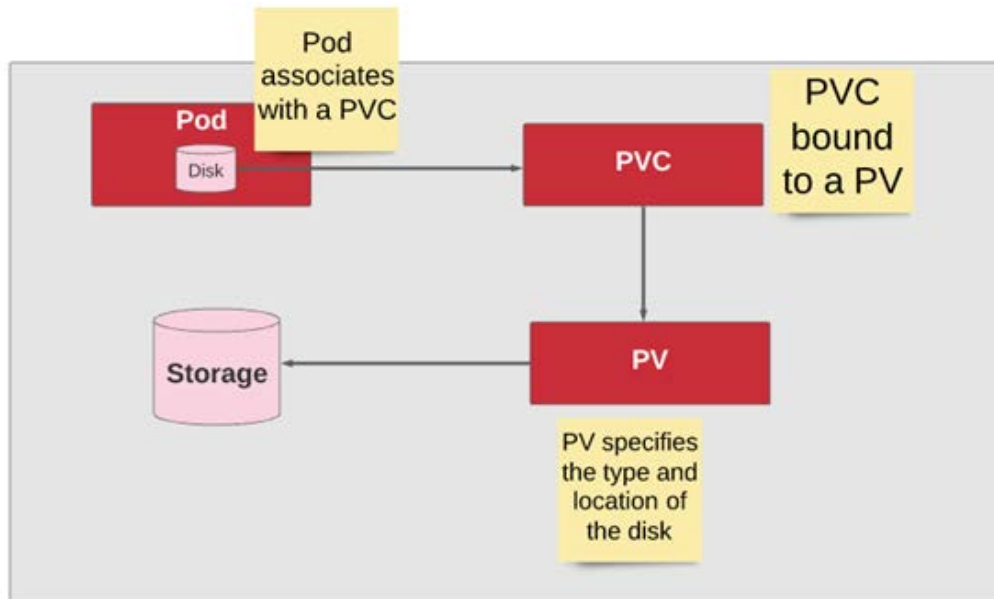 Pod
associates
with a PVC
Pod
Disk
PVC
PVC
bound
to a PV
Storage
PV
PV specifies
the type and
location of
the disk